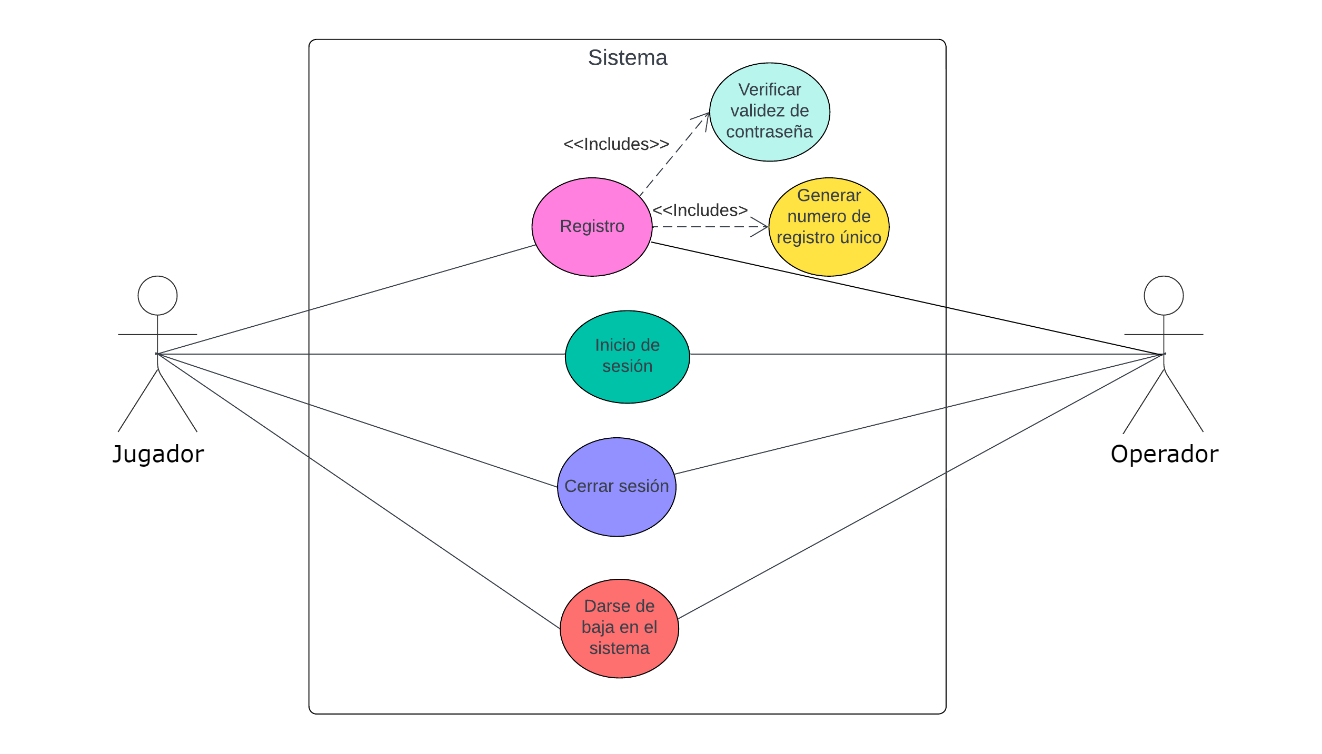 Sistema
Verificar
validez de
contraseña
<<Includes>>
Generar
numero de
registro único
<<Includes>
Registro
Inicio de
sesión
Jugador
Operador
Cerrar sesión
Darse de
baja en el
sistema